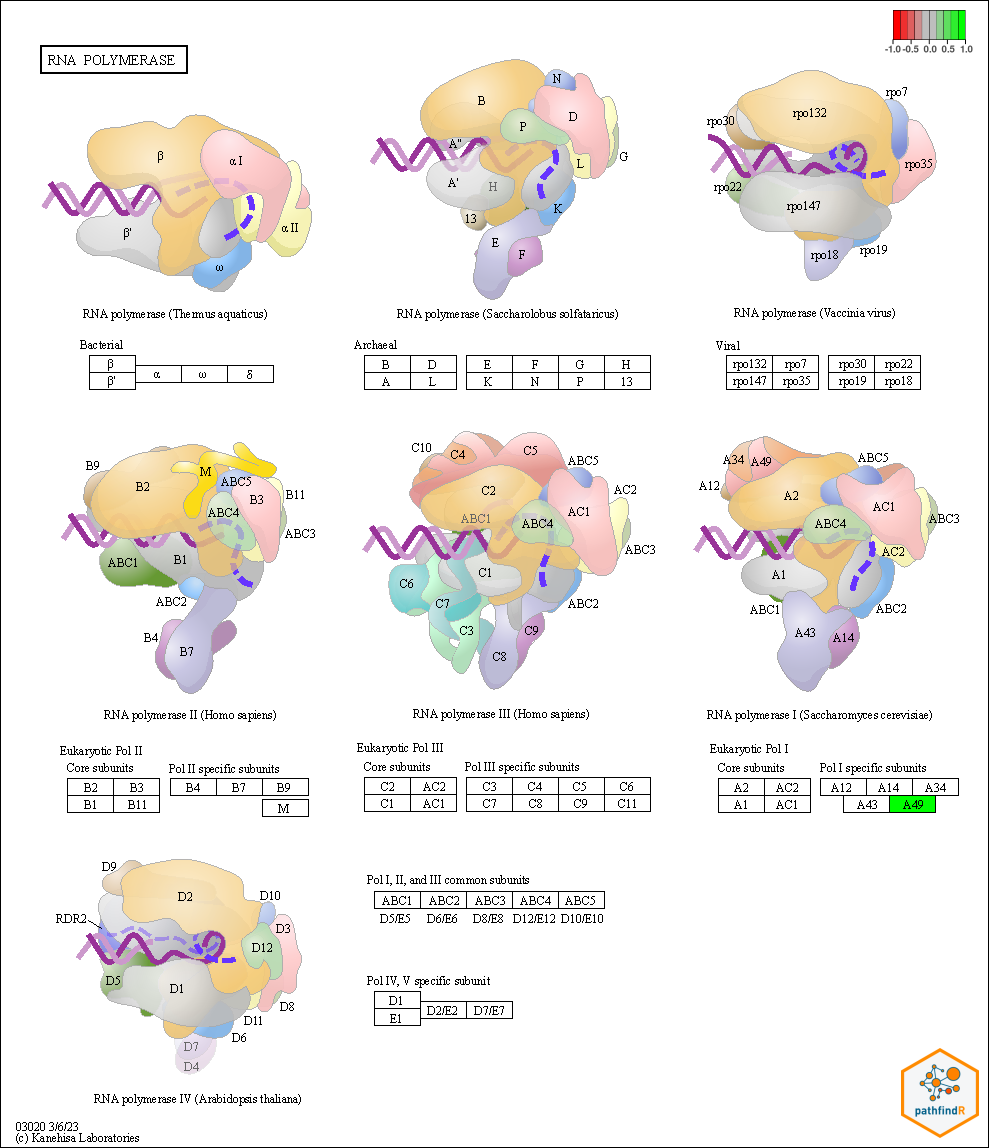 -1.0 -0.5 0.0 0.5 1.0
RNA POLYMERASE
β
α I
α II
β'
ω
RNA polymerase (Thermus aquaticus)
B
N
D
P
A''
A'
H
L
G
13
K
E
F
RNA polymerase (Saccharolobus solfataricus)
rpo132
rpo7
rpo30
rpo35
rpo22
rpo147
rpo18
rpo19
RNA polymerase (Vaccinia virus)
Bacterial
β
β'
α ω δ
Archaeal
B D E F G H
A L K N P 13
Viral
rpo132 rpo7 rpo30 rpo22
rpo147 rpo35 rpo19 rpo18
B9
M
B2
ABC5
B3
B11
ABC4
ABC3
ABC1
B1
ABC2
B4
B7
RNA polymerase II (Homo sapiens)
C10
C4
C5
ABC5
C2
AC2
ABC1
ABC4
AC1
ABC3
C1
C6
C7
ABC2
C3
C9
C8
RNA polymerase III (Homo sapiens)
A34
A49
ABC5
A12
A2
AC1
ABC4
ABC3
AC2
A1
ABC1
ABC2
A43
A14
RNA polymerase I (Saccharomyces cerevisiae)
Eukaryotic Pol II
Core subunits Pol II specific subunits
B2 B3 B4 B7 B9
B1 B11 M
Eukaryotic Pol III
Core subunits Pol III specific subunits
C2 AC2 C3 C4 C5 C6
C1 AC1 C7 C8 C9 C11
Eukaryotic Pol I
Core subunits Pol I specific subunits
A2 AC2 A12 A14 A34
A1 AC1 A43 A49
D9
D2
D10
RDR2
D3
D12
D5
D1
D8
D11
D6
D7
D4
RNA polymerase IV (Arabidopsis thaliana)
Pol I, II, and III common subunits
ABC1 ABC2 ABC3 ABC4 ABC5
D5/E5 D6/E6 D8/E8 D12/E12 D10/E10
Pol IV, V specific subunit
D1
E1
D2/E2 D7/E7
pathfindR
03020 3/6/23
(c) Kanehisa Laboratories